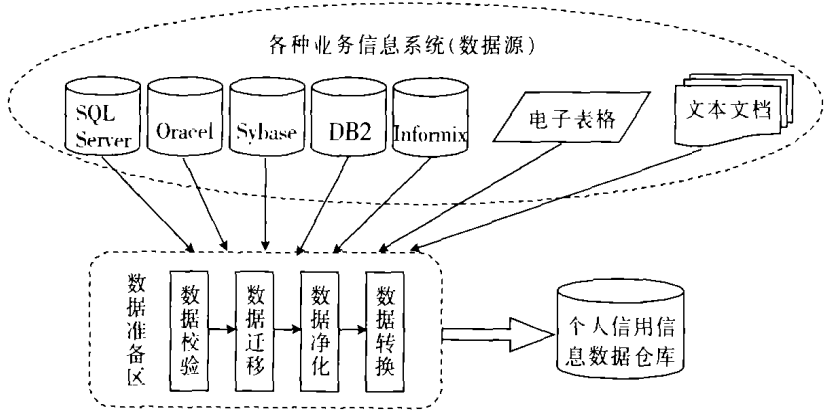 各种业务信息系统(数据源)
SQL
Server
Oracel
Sybase
DB2
Informix
电子表格
文本文档
数据准备区
数据校验
数据迁移
数据净化
数据转换
个人信用信
息数据仓库